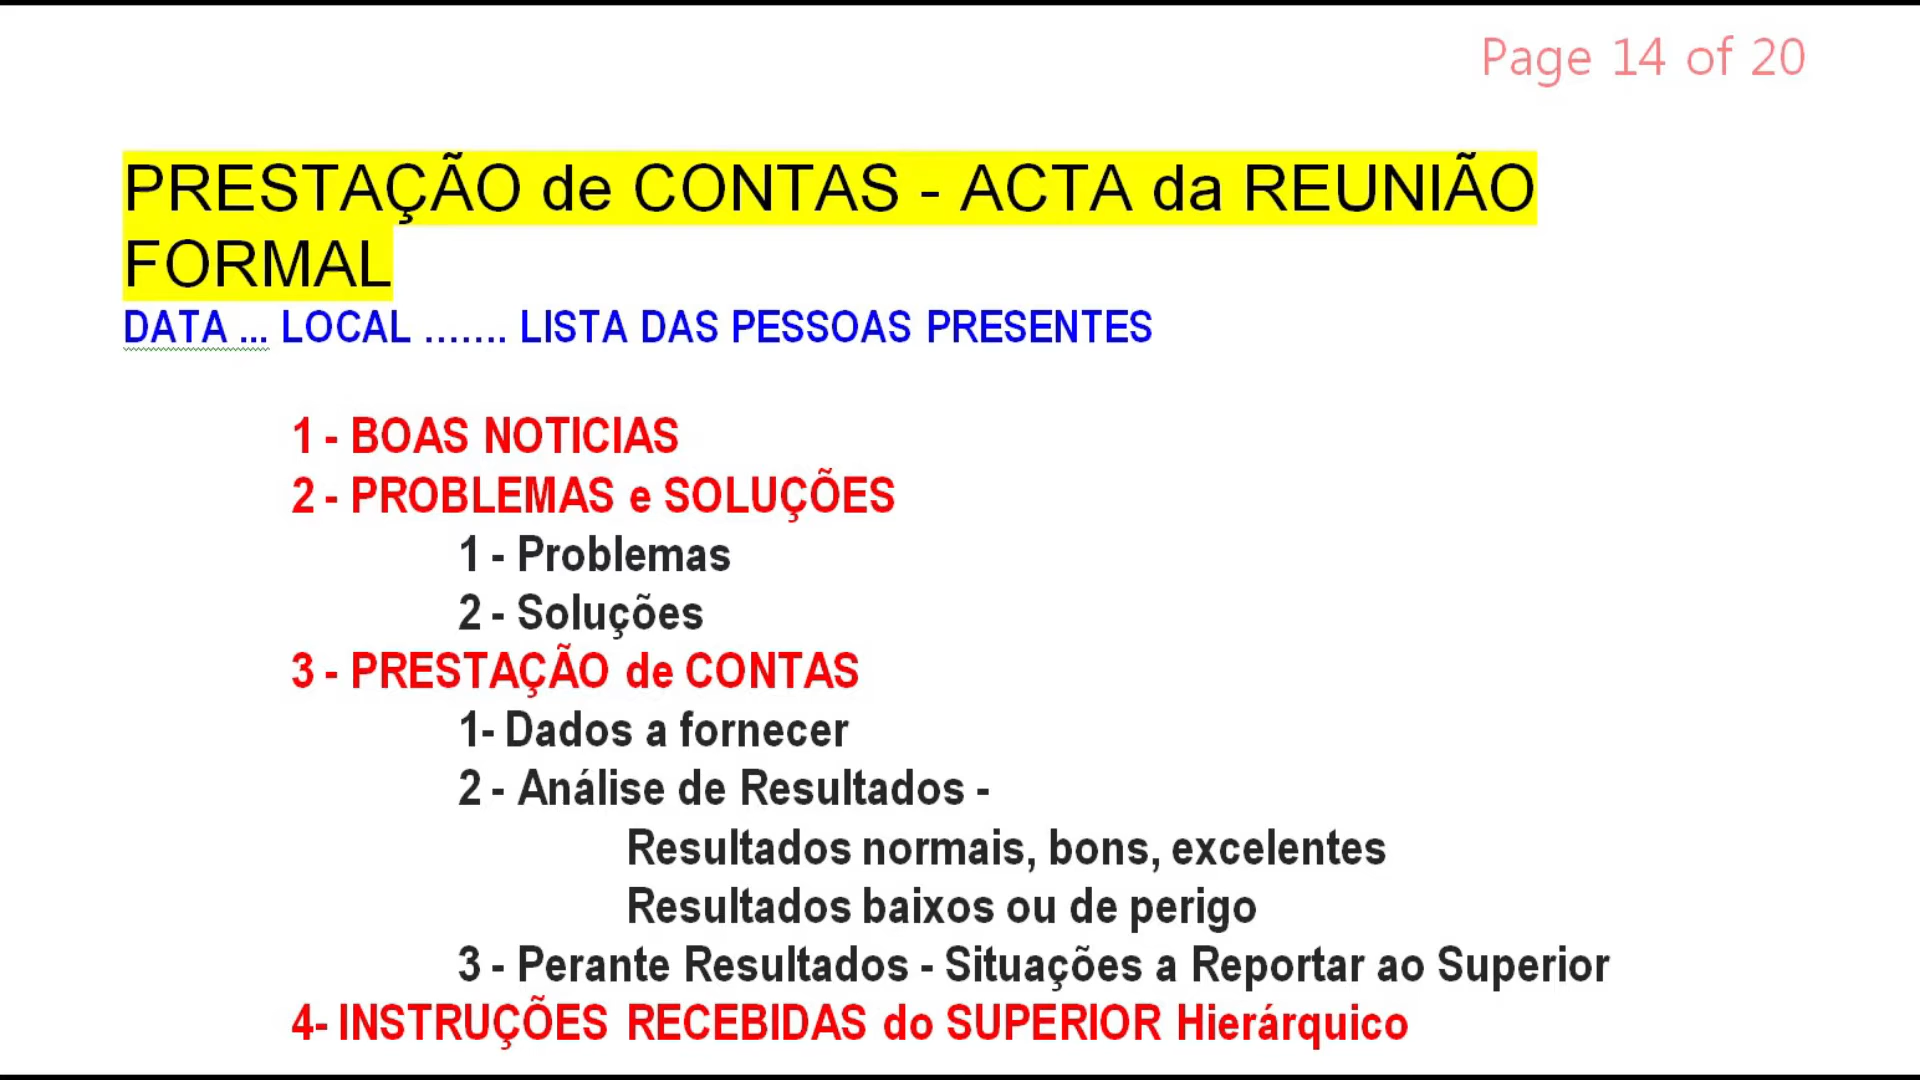 Page 14 of 20
PRESTAÇÃO de CONTAS - ACTA da REUNIÃO
FORMAL
DATA ... LOCAL ....... LISTA DAS PESSOAS PRESENTES
1 - BOAS NOTICIAS
2 - PROBLEMAS e SOLUÇÕES
1 - Problemas
2 - Soluções
3 - PRESTAÇÃO de CONTAS
1- Dados a fornecer
2 - Análise de Resultados -
Resultados normais, bons, excelentes
Resultados baixos ou de perigo
3 - Perante Resultados - Situações a Reportar ao Superior
4- INSTRUÇÕES RECEBIDAS do SUPERIOR Hierárquico